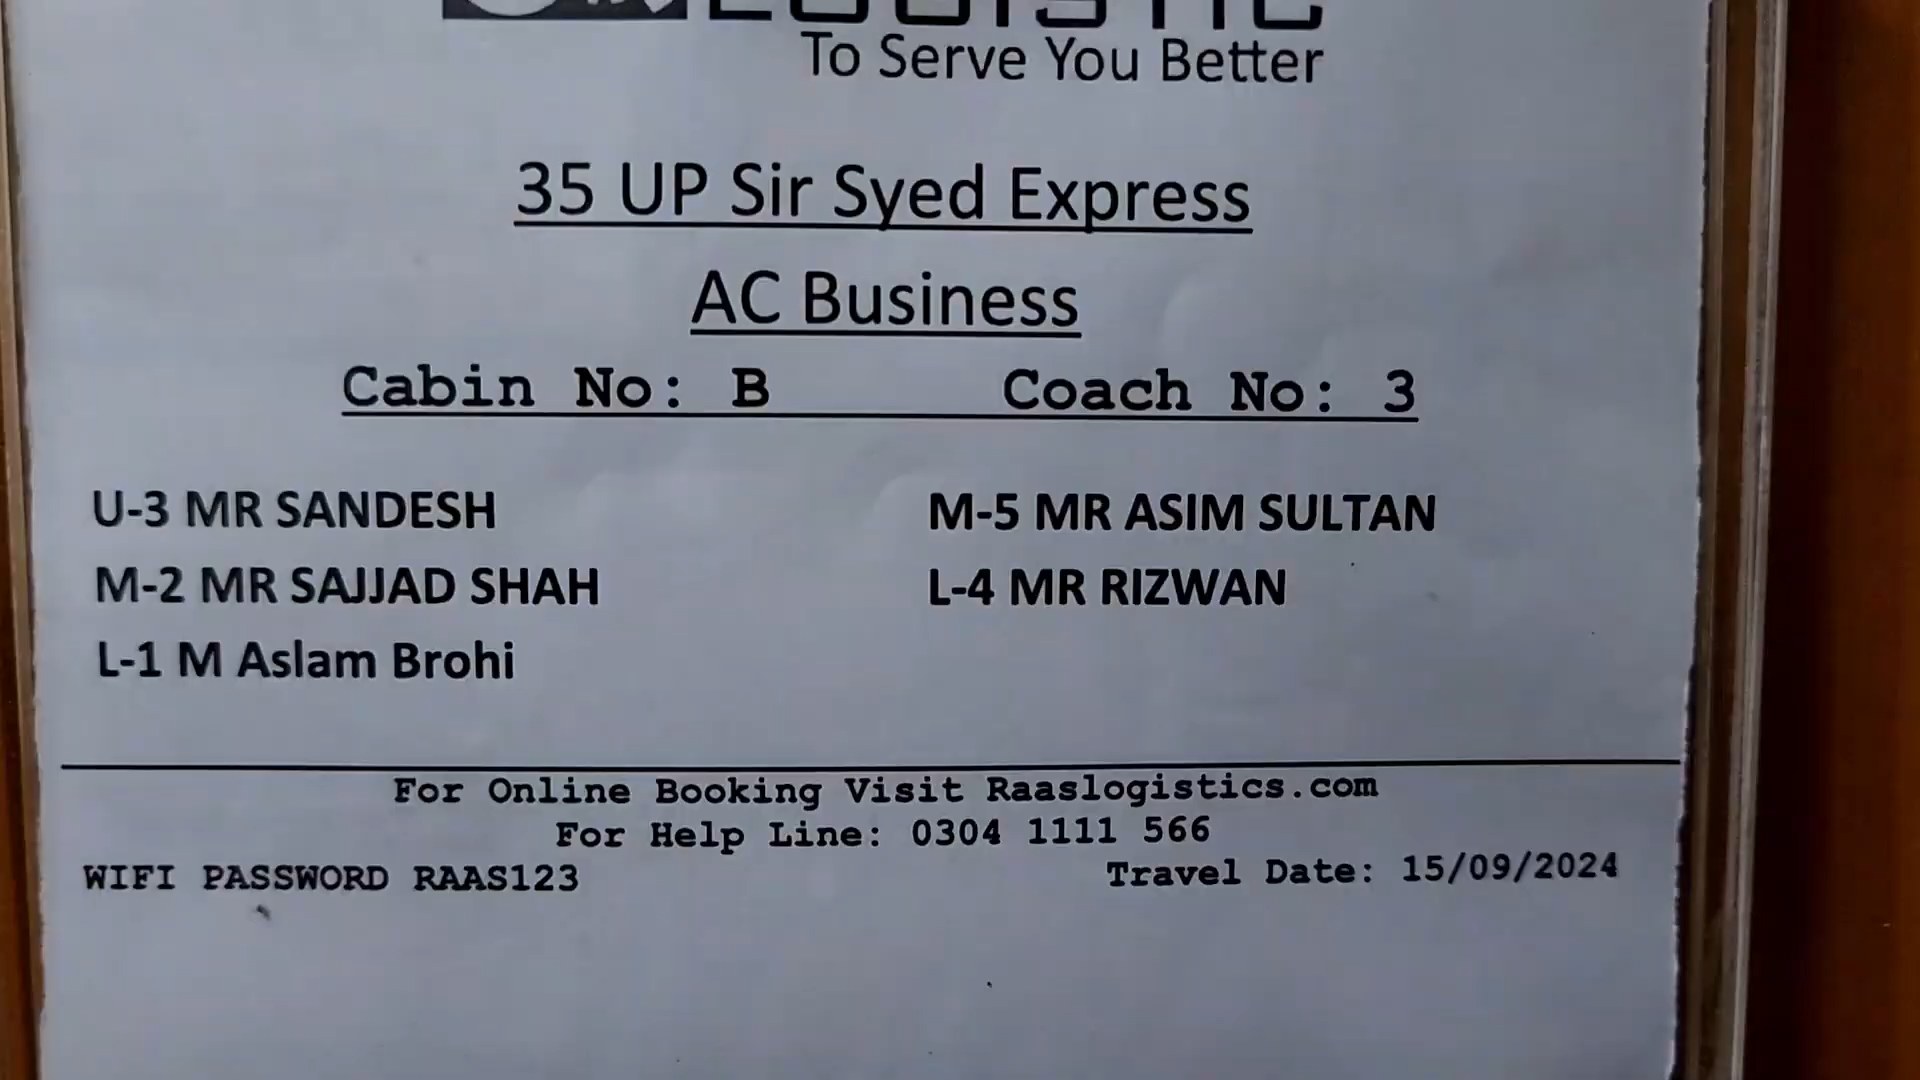 LOGISTIC
To Serve You Better
35 UP Sir Syed Express
AC Business
Cabin No: B Coach No: 3
U-3 MR SANDESH M-5 MR ASIM SULTAN
M-2 MR SAJJAD SHAH L-4 MR RIZWAN
L-1 M Aslam Brohi
For Online Booking Visit Raaslogistics.com
For Help Line: 0304 1111 566
WIFI PASSWORD RAAS123 Travel Date: 15/09/2024